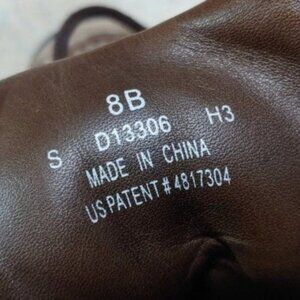 8B
S D13306 H3
MADE IN CHINA
US PATENT # 4817304